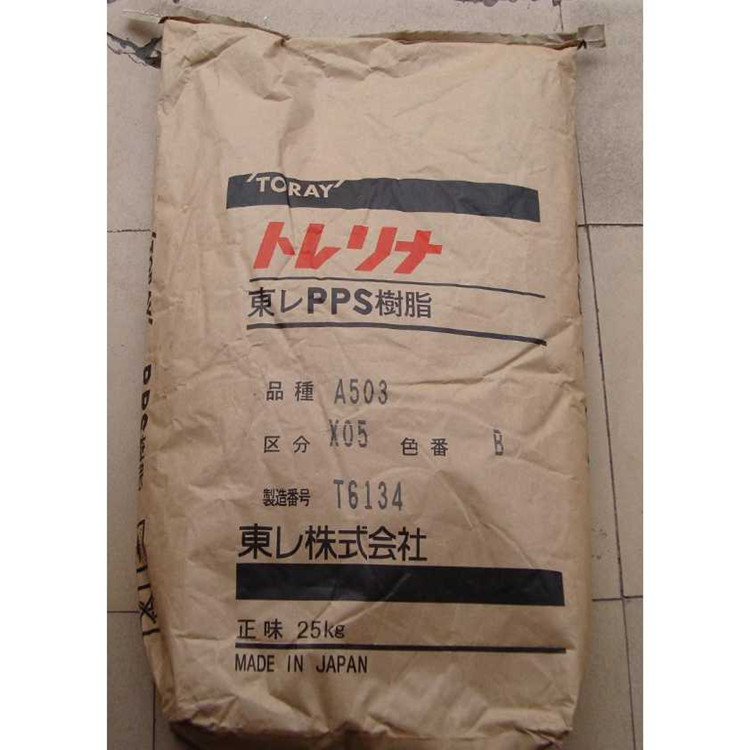 TORAY
トレリナ
東レPPS樹脂
品種 A503
区分 X05 色番 B
製造番号 T6134
東レ株式会社
正味 25kg
MADE IN JAPAN